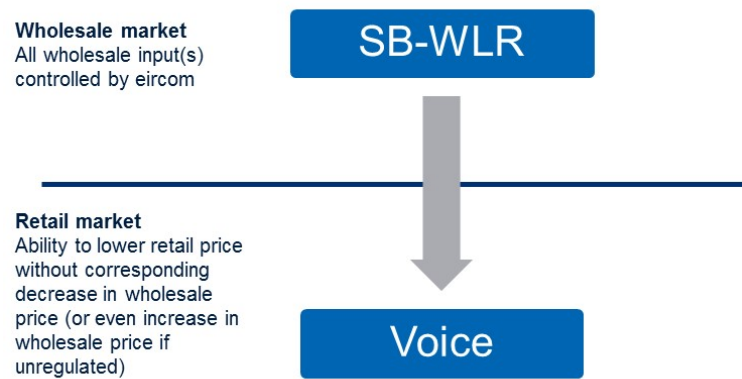 Wholesale market
All wholesale input(s)
controlled by eircom
SB-WLR
Retail market
Ability to lower retail price
without corresponding
decrease in wholesale
price (or even increase in
wholesale price if
unregulated)
Voice